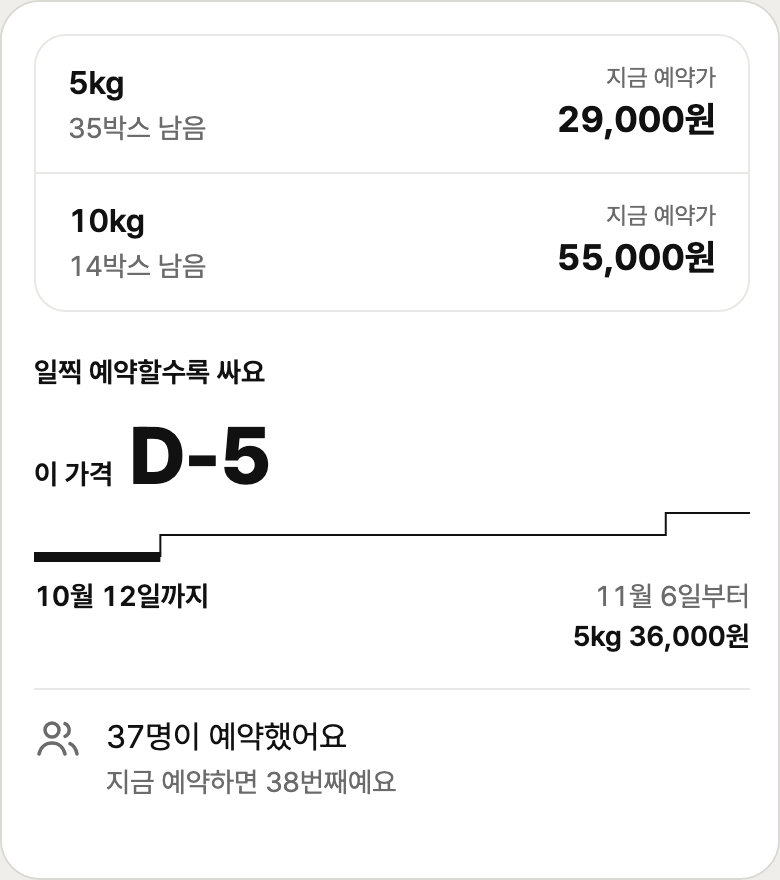 5kg
35박스 남음
지금 예약가
29,000원
10kg
14박스 남음
지금 예약가
55,000원
일찍 예약할수록 싸요
이 가격 D-5
10월 12일까지
11월 6일부터
5kg 36,000원
37명이 예약했어요
지금 예약하면 38번째예요